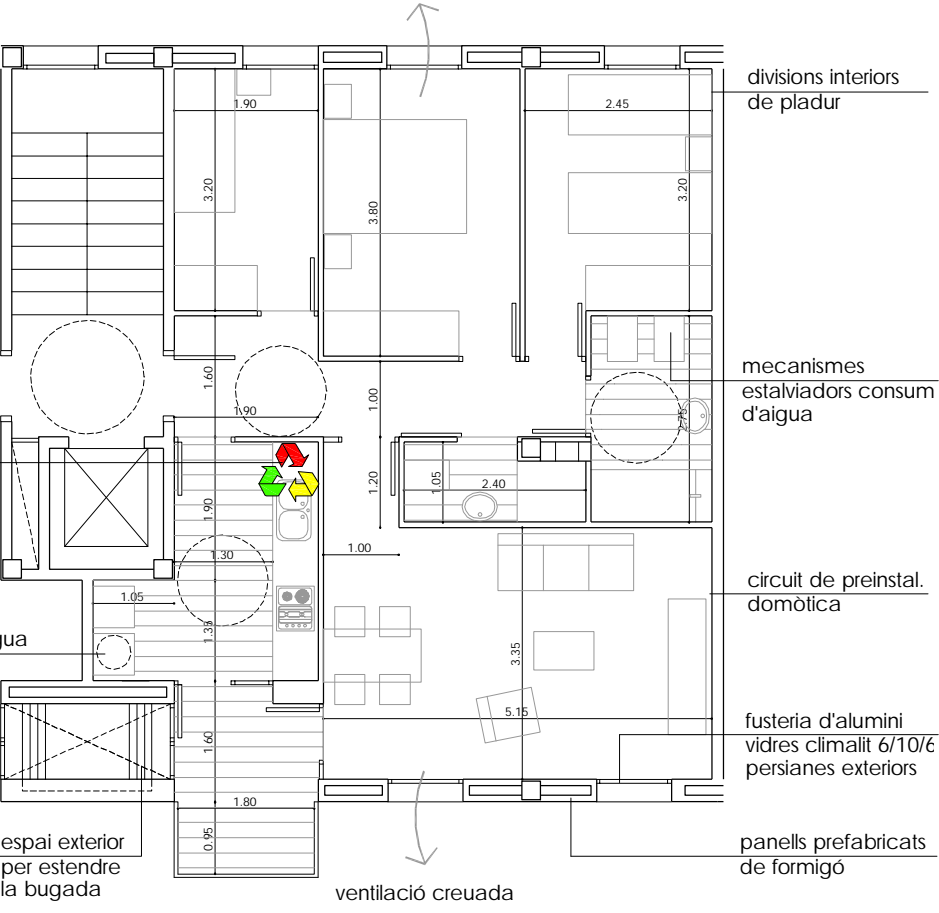 divisions interiors
de pladur
1.90
2.45
3.20
3.80
3.20
mecanismes
estalviadors consum
d'aigua
1.60
1.00
1.90
2.75
1.20
1.05
2.40
1.90
1.30
1.00
1.05
circuit de preinstal.
domòtica
1.35
3.35
5.15
fusteria d'alumini
vidres climalit 6/10/6
persianes exteriors
1.60
1.80
0.95
espai exterior
per estendre
la bugada
panells prefabricats
de formigó
ventilació creuada